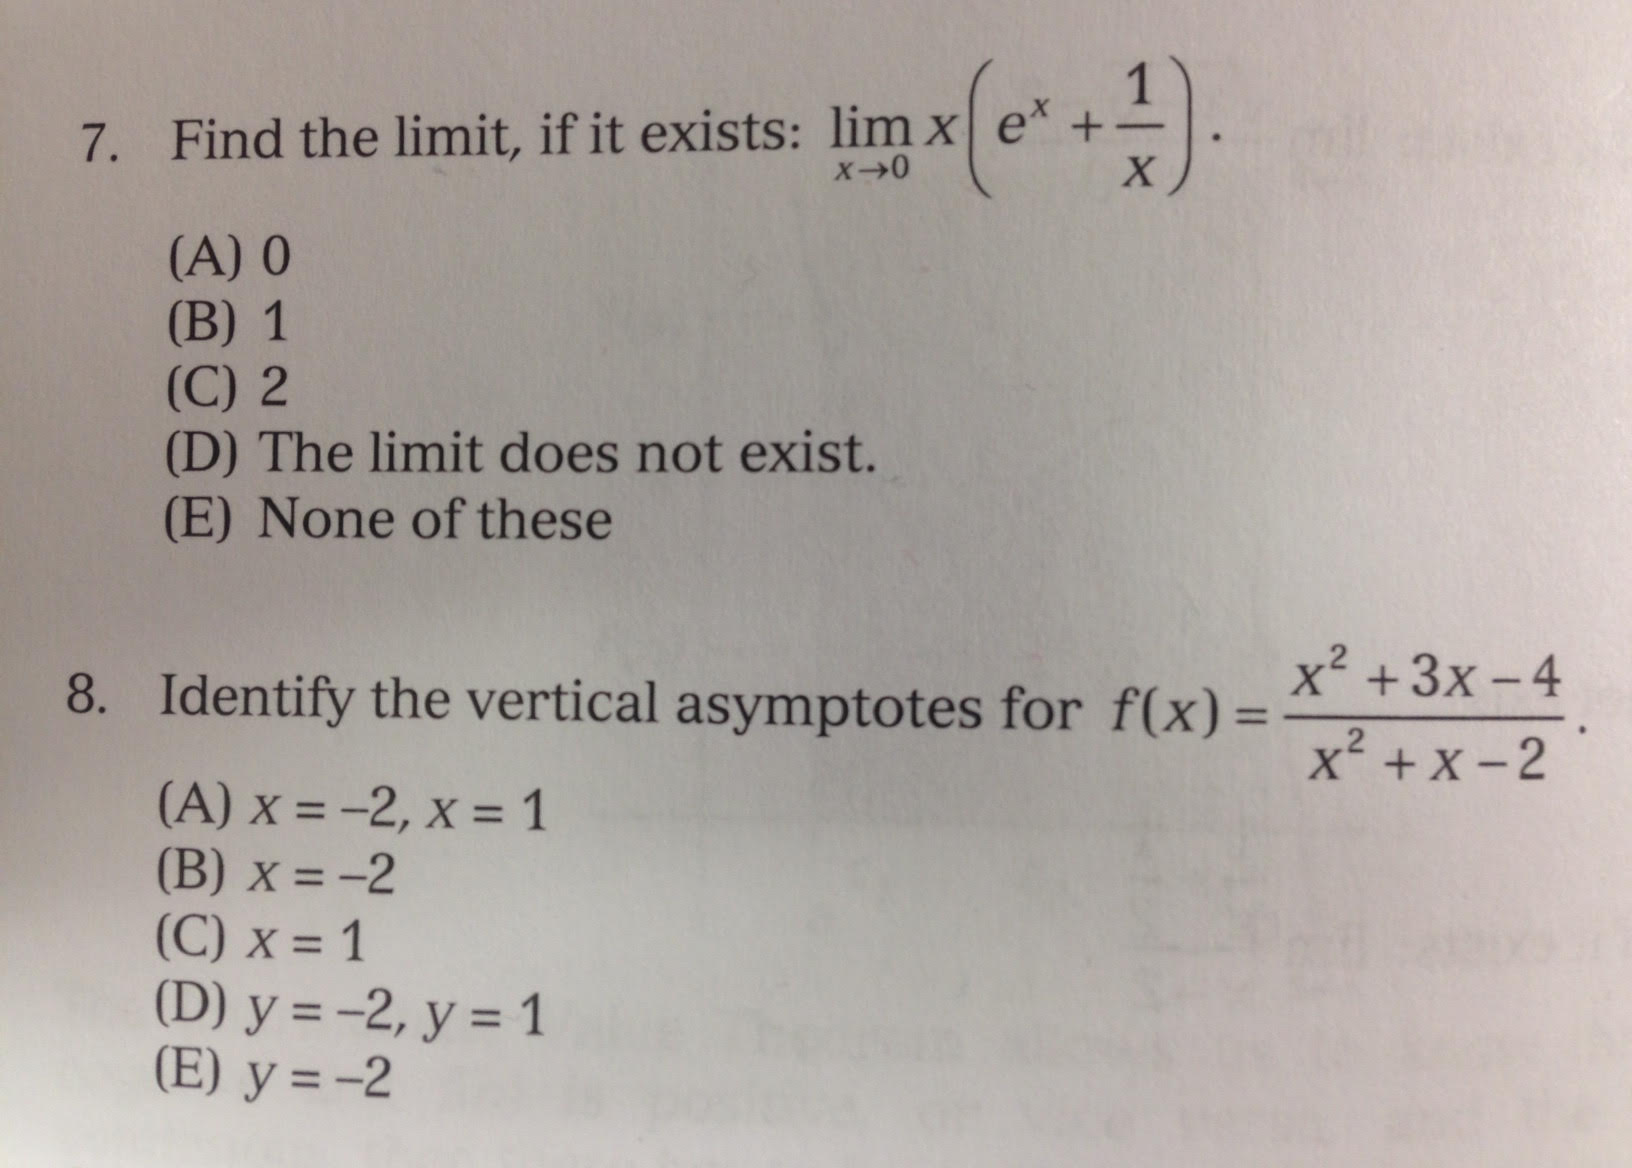 7. Find the limit, if it exists: lim x→0 x(e^x + 1/x).
(A) 0
(B) 1
(C) 2
(D) The limit does not exist.
(E) None of these
8. Identify the vertical asymptotes for f(x) = (x² + 3x – 4)/(x² + x – 2).
(A) x = –2, x = 1
(B) x = –2
(C) x = 1
(D) y = –2, y = 1
(E) y = –2